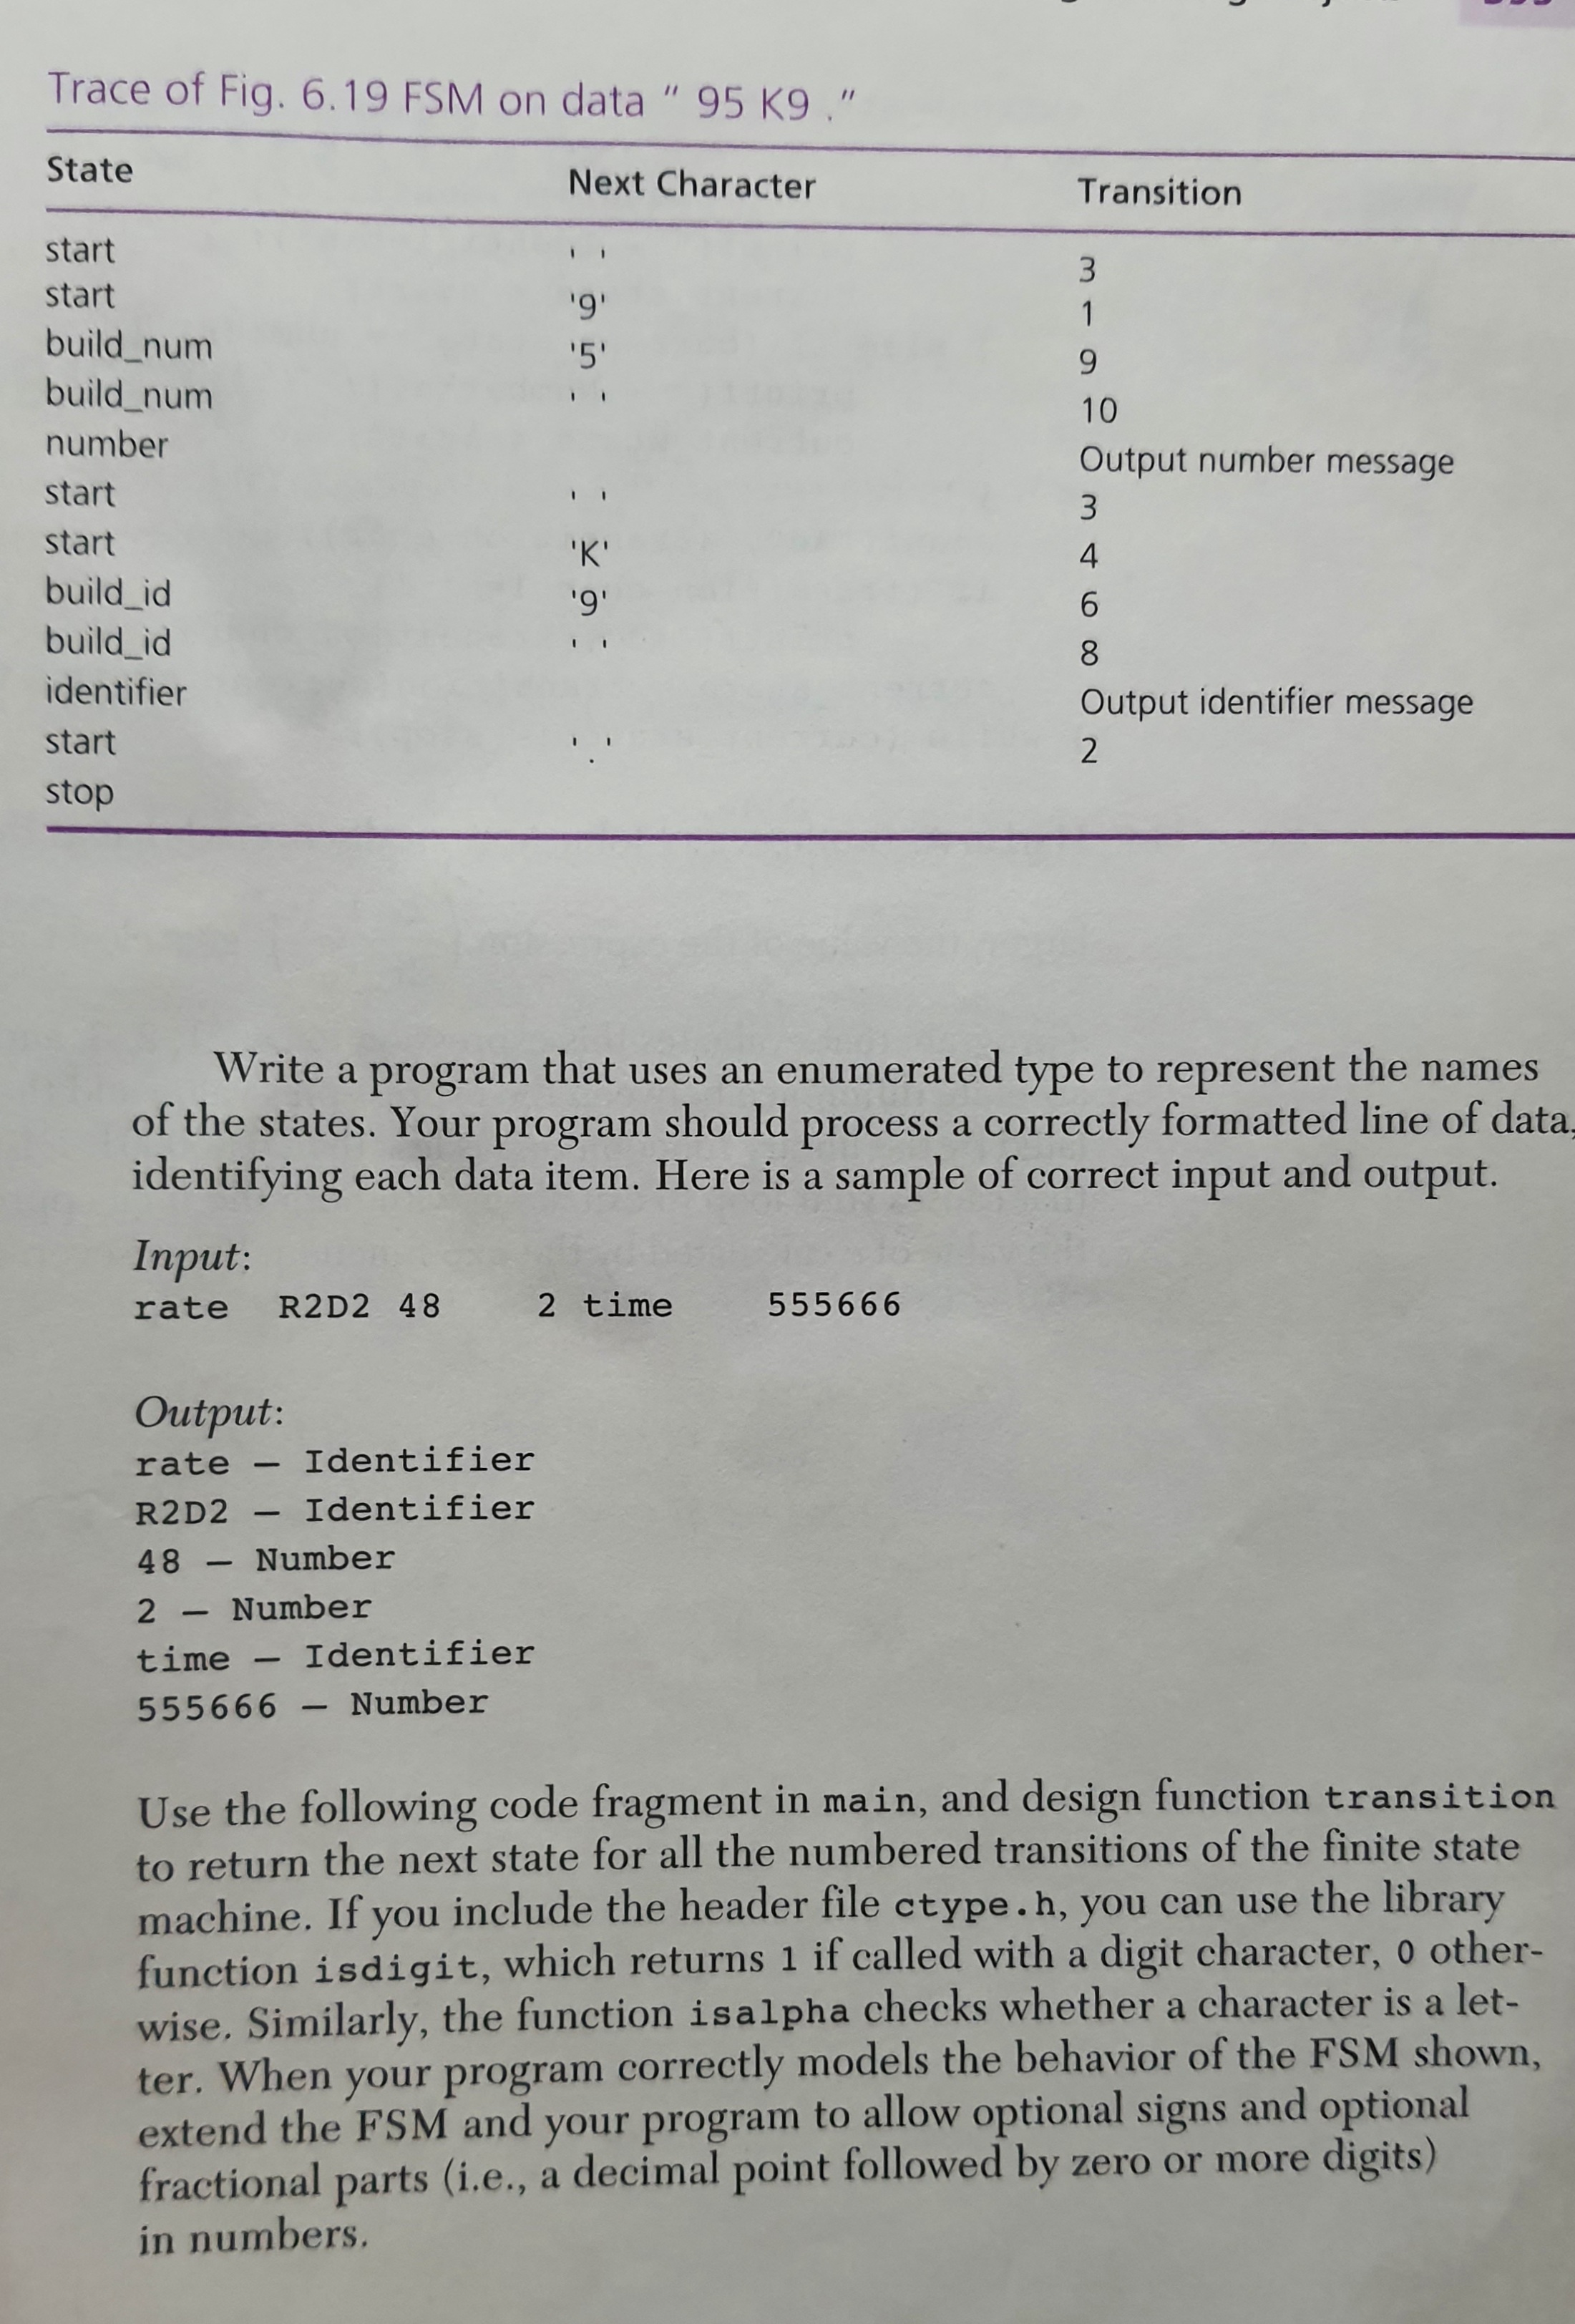 Trace of Fig. 6.19 FSM on data “ 95 K9 .”
State Next Character Transition
start ' ' 3
start '9' 1
build_num '5' 9
build_num ' ' 10
number Output number message
start ' ' 3
start 'K' 4
build_id '9' 6
build_id ' ' 8
identifier Output identifier message
start '.' 2
stop
Write a program that uses an enumerated type to represent the names
of the states. Your program should process a correctly formatted line of data,
identifying each data item. Here is a sample of correct input and output.
Input:
rate R2D2 48 2 time 555666
Output:
rate — Identifier
R2D2 — Identifier
48 — Number
2 — Number
time — Identifier
555666 — Number
Use the following code fragment in main, and design function transition
to return the next state for all the numbered transitions of the finite state
machine. If you include the header file ctype.h, you can use the library
function isdigit, which returns 1 if called with a digit character, 0 other-
wise. Similarly, the function isalpha checks whether a character is a let-
ter. When your program correctly models the behavior of the FSM shown,
extend the FSM and your program to allow optional signs and optional
fractional parts (i.e., a decimal point followed by zero or more digits)
in numbers.